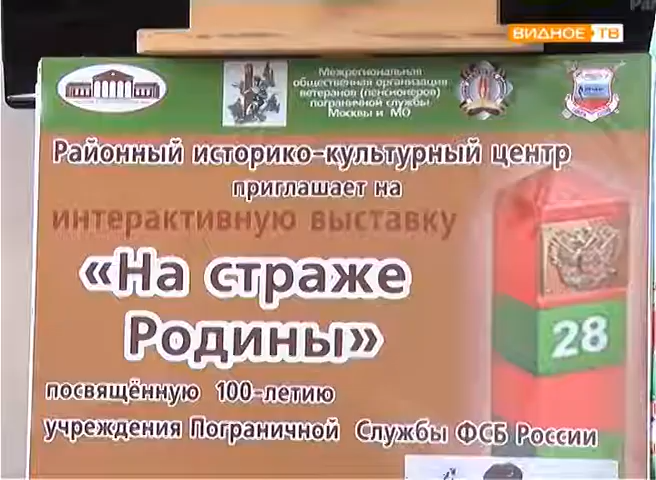 ВИДНОЕ ТВ
Межрегиональная
общественная организация
ветеранов (пенсионеров)
пограничной службы
Москвы и МО
Районный историко-культурный центр
приглашает на
интерактивную выставку
«На страже
Родины»
28
посвящённую 100-летию
учреждения Пограничной Службы ФСБ России